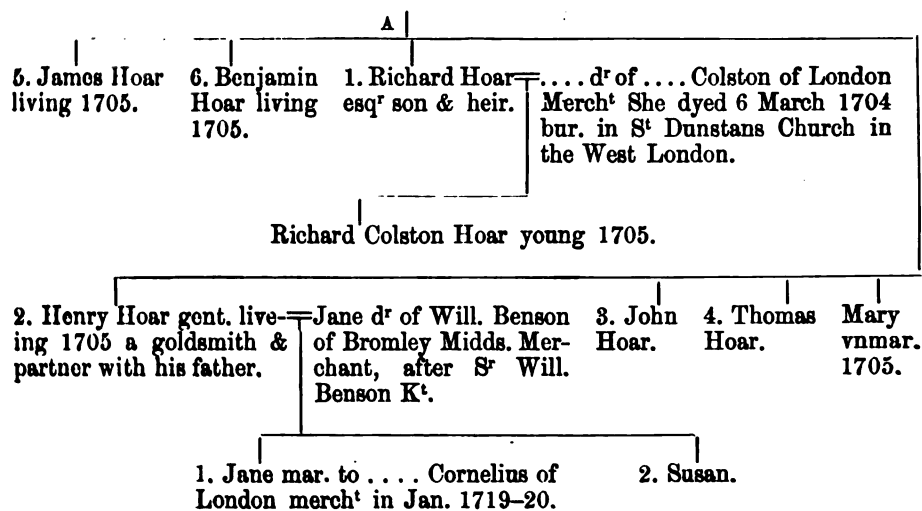 A
5. James Hoar
living 1705.
6. Benjamin
Hoar living
1705.
1. Richard Hoar
esqʳ son & heir.
.... dʳ of .... Colston of London
Merchᵗ She dyed 6 March 1704
bur. in Sᵗ Dunstans Church in
the West London.
Richard Colston Hoar young 1705.
2. Henry Hoar gent. live-
ing 1705 a goldsmith &
partner with his father.
Jane dʳ of Will. Benson
of Bromley Midds. Mer-
chant, after Sʳ Will.
Benson Kᵗ.
3. John
Hoar.
4. Thomas
Hoar.
Mary
vnmar.
1705.
1. Jane mar. to .... Cornelius of
London merchᵗ in Jan. 1719–20.
2. Susan.